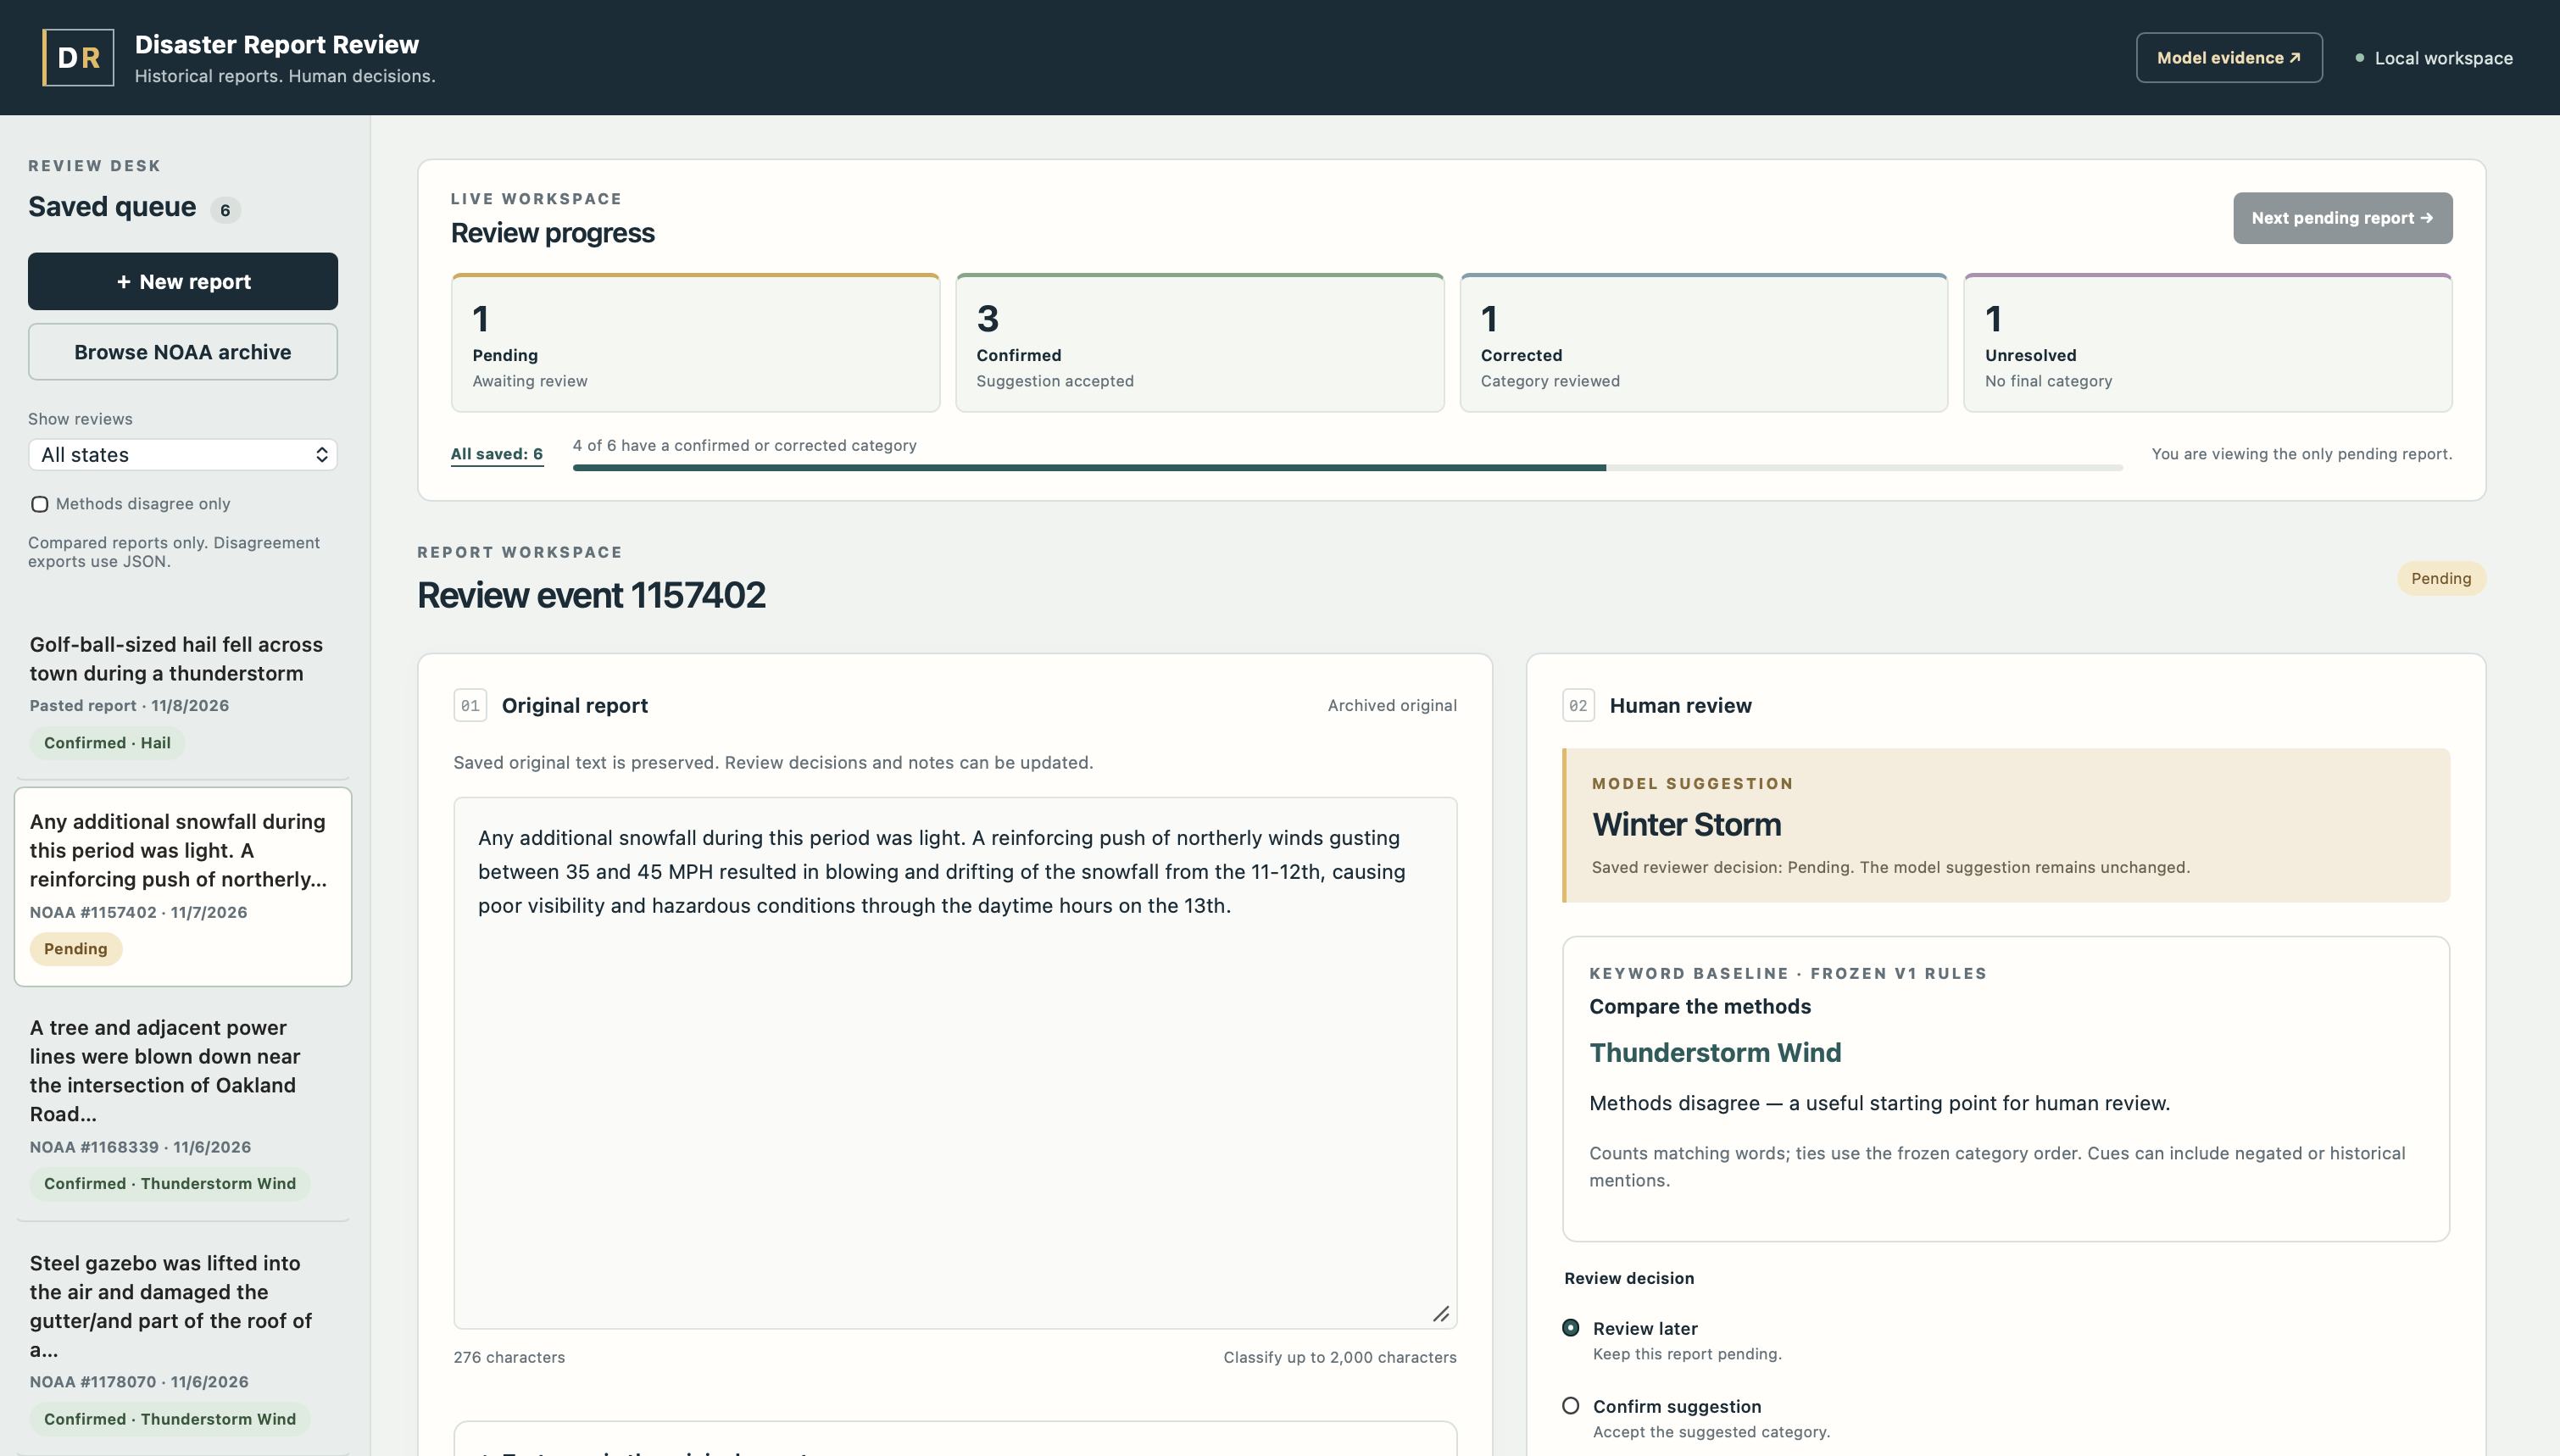 DR
Disaster Report Review
Historical reports. Human decisions.
Model evidence ↗
Local workspace
REVIEW DESK
Saved queue 6
+ New report
Browse NOAA archive
Show reviews
All states
Methods disagree only
Compared reports only. Disagreement
exports use JSON.
Golf-ball-sized hail fell across
town during a thunderstorm
Pasted report · 11/8/2026
Confirmed · Hail
Any additional snowfall during
this period was light. A
reinforcing push of northerly...
NOAA #1157402 · 11/7/2026
Pending
A tree and adjacent power
lines were blown down near
the intersection of Oakland
Road...
NOAA #1168339 · 11/6/2026
Confirmed · Thunderstorm Wind
Steel gazebo was lifted into
the air and damaged the
gutter/and part of the roof of
a...
NOAA #1178070 · 11/6/2026
Confirmed · Thunderstorm Wind
LIVE WORKSPACE
Review progress
Next pending report →
1
Pending
Awaiting review
3
Confirmed
Suggestion accepted
1
Corrected
Category reviewed
1
Unresolved
No final category
All saved: 6
4 of 6 have a confirmed or corrected category
You are viewing the only pending report.
REPORT WORKSPACE
Review event 1157402
Pending
01 Original report
Archived original
Saved original text is preserved. Review decisions and notes can be updated.
Any additional snowfall during this period was light. A reinforcing push of northerly winds gusting
between 35 and 45 MPH resulted in blowing and drifting of the snowfall from the 11-12th, causing
poor visibility and hazardous conditions through the daytime hours on the 13th.
276 characters
Classify up to 2,000 characters
02 Human review
MODEL SUGGESTION
Winter Storm
Saved reviewer decision: Pending. The model suggestion remains unchanged.
KEYWORD BASELINE · FROZEN V1 RULES
Compare the methods
Thunderstorm Wind
Methods disagree — a useful starting point for human review.
Counts matching words; ties use the frozen category order. Cues can include negated or historical
mentions.
Review decision
Review later
Keep this report pending.
Confirm suggestion
Accept the suggested category.